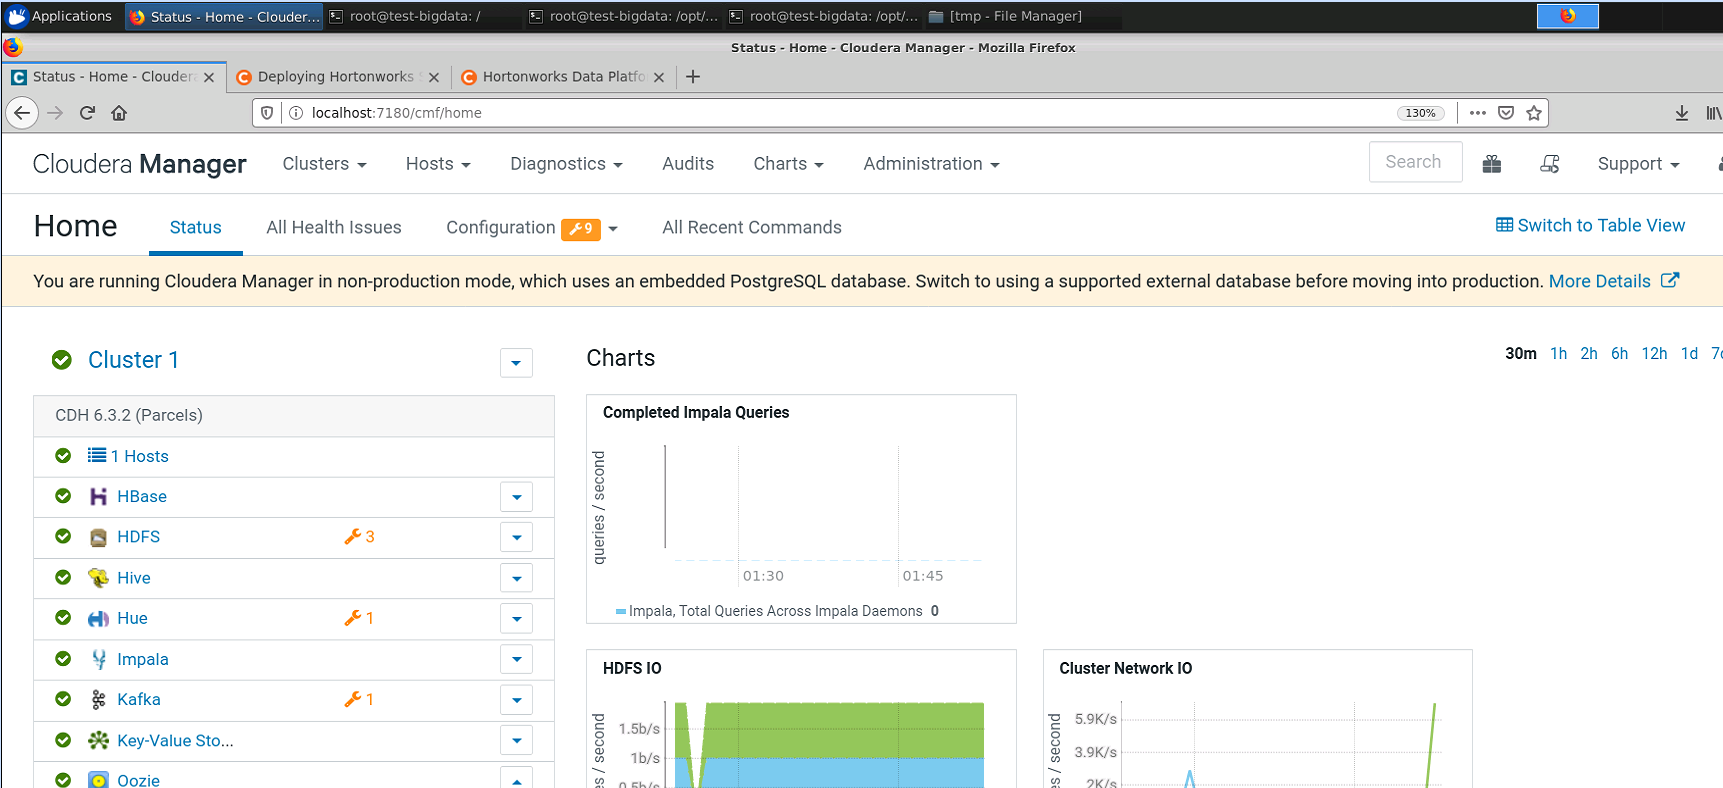 Applications Status - Home - Clouder... root@test-bigdata: / root@test-bigdata: /opt/... root@test-bigdata: /opt/... [tmp - File Manager]
Status - Home - Cloudera Manager - Mozilla Firefox
Status - Home - Cloudera Deploying Hortonworks Hortonworks Data Platfo
localhost:7180/cmf/home 130%
Cloudera Manager Clusters Hosts Diagnostics Audits Charts Administration Search Support
Home Status All Health Issues Configuration 9 All Recent Commands Switch to Table View
You are running Cloudera Manager in non-production mode, which uses an embedded PostgreSQL database. Switch to using a supported external database before moving into production. More Details
Cluster 1
CDH 6.3.2 (Parcels)
1 Hosts
HBase
HDFS 3
Hive
Hue 1
Impala
Kafka 1
Key-Value Sto...
Oozie
Charts
30m 1h 2h 6h 12h 1d
Completed Impala Queries
queries / second
01:30 01:45
Impala, Total Queries Across Impala Daemons 0
HDFS IO
1.5b/s
1b/s
0.5b/s
es / second
Cluster Network IO
5.9K/s
3.9K/s
2K/s
es / second